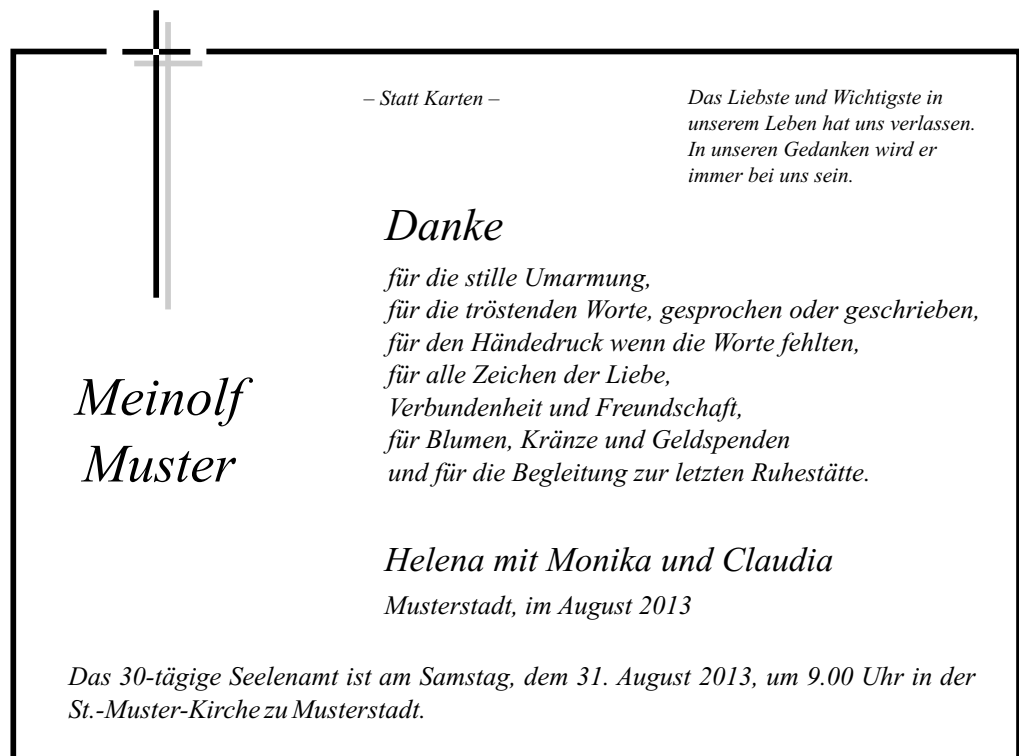 – Statt Karten –
Das Liebste und Wichtigste in
unserem Leben hat uns verlassen.
In unseren Gedanken wird er
immer bei uns sein.
Danke
für die stille Umarmung,
für die tröstenden Worte, gesprochen oder geschrieben,
für den Händedruck wenn die Worte fehlten,
für alle Zeichen der Liebe,
Verbundenheit und Freundschaft,
für Blumen, Kränze und Geldspenden
und für die Begleitung zur letzten Ruhestätte.
Meinolf
Muster
Helena mit Monika und Claudia
Musterstadt, im August 2013
Das 30-tägige Seelenamt ist am Samstag, dem 31. August 2013, um 9.00 Uhr in der
St.-Muster-Kirche zu Musterstadt.